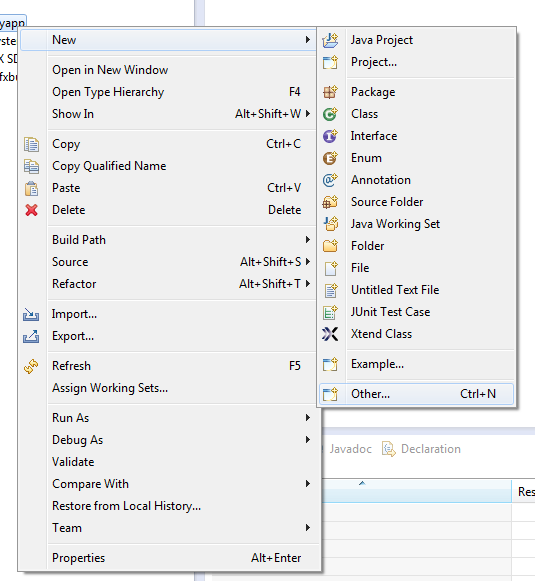 yapp
New
Java Project
Project...
Package
Class
Interface
Enum
Annotation
Source Folder
Java Working Set
Folder
File
Untitled Text File
JUnit Test Case
Xtend Class
Example...
Other... Ctrl+N
Open in New Window
Open Type Hierarchy F4
Show In Alt+Shift+W
Copy Ctrl+C
Copy Qualified Name
Paste Ctrl+V
Delete Delete
Build Path
Source Alt+Shift+S
Refactor Alt+Shift+T
Import...
Export...
Refresh F5
Assign Working Sets...
Run As
Debug As
Validate
Compare With
Restore from Local History...
Team
Properties Alt+Enter
Javadoc Declaration
Res